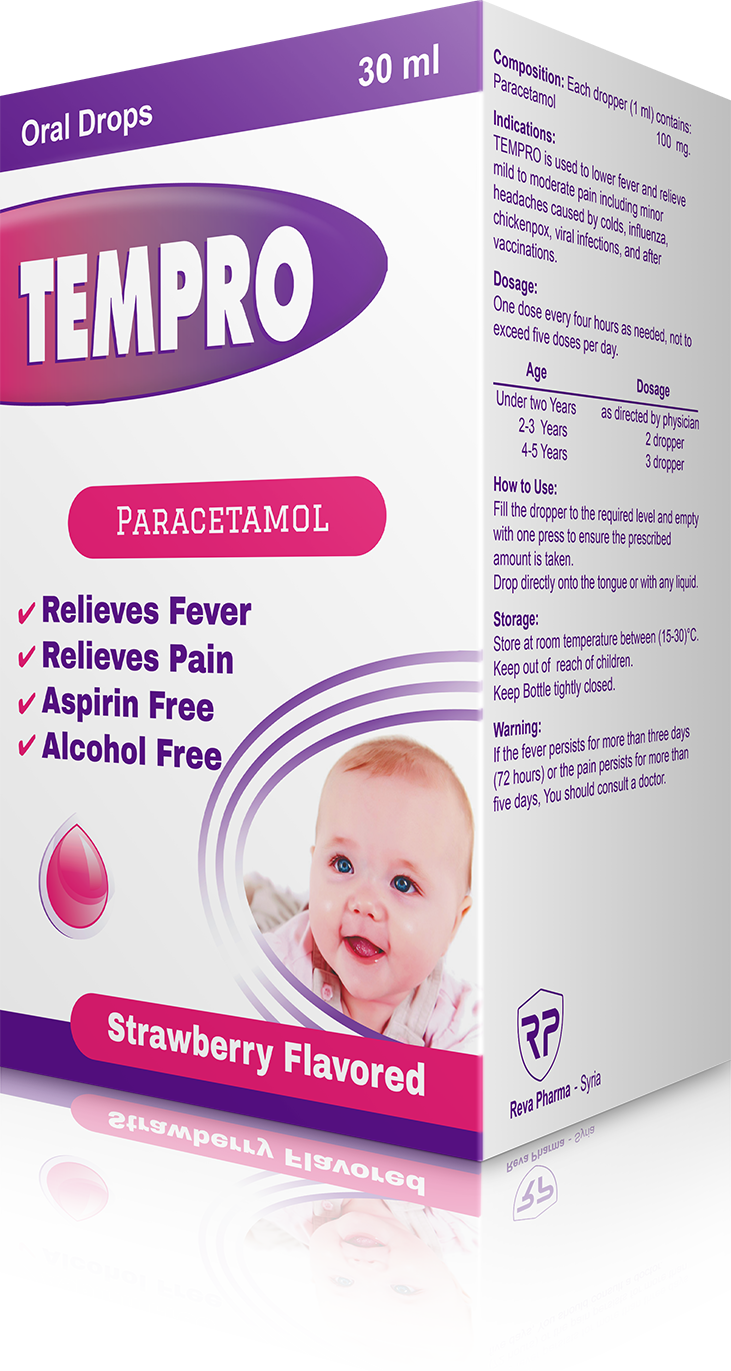 Oral Drops 30 ml
TEMPRO
PARACETAMOL
Relieves Fever
Relieves Pain
Aspirin Free
Alcohol Free
Strawberry Flavored
Composition: Each dropper (1 ml) contains:
Paracetamol 100 mg.
Indications:
TEMPRO is used to lower fever and relieve
mild to moderate pain including minor
headaches caused by colds, influenza,
chickenpox, viral infections, and after
vaccinations.
Dosage:
One dose every four hours as needed, not to
exceed five doses per day.
Age Dosage
Under two Years as directed by physician
2-3 Years 2 dropper
4-5 Years 3 dropper
How to Use:
Fill the dropper to the required level and empty
with one press to ensure the prescribed
amount is taken.
Drop directly onto the tongue or with any liquid.
Storage:
Store at room temperature between (15-30)°C.
Keep out of reach of children.
Keep Bottle tightly closed.
Warning:
If the fever persists for more than three days
(72 hours) or the pain persists for more than
five days, You should consult a doctor.
RP
Reva Pharma - Syria